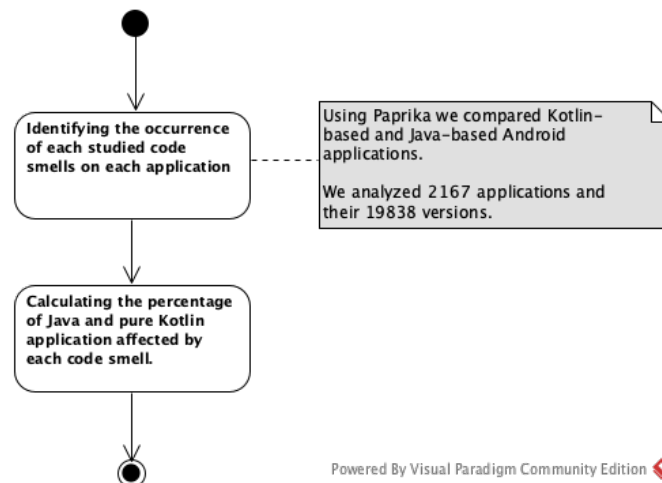 Identifying the occurrence
of each studied code
smells on each application
Using Paprika we compared Kotlin-
based and Java-based Android
applications.
We analyzed 2167 applications and
their 19838 versions.
Calculating the percentage
of Java and pure Kotlin
application affected by
each code smell.
Powered By Visual Paradigm Community Edition